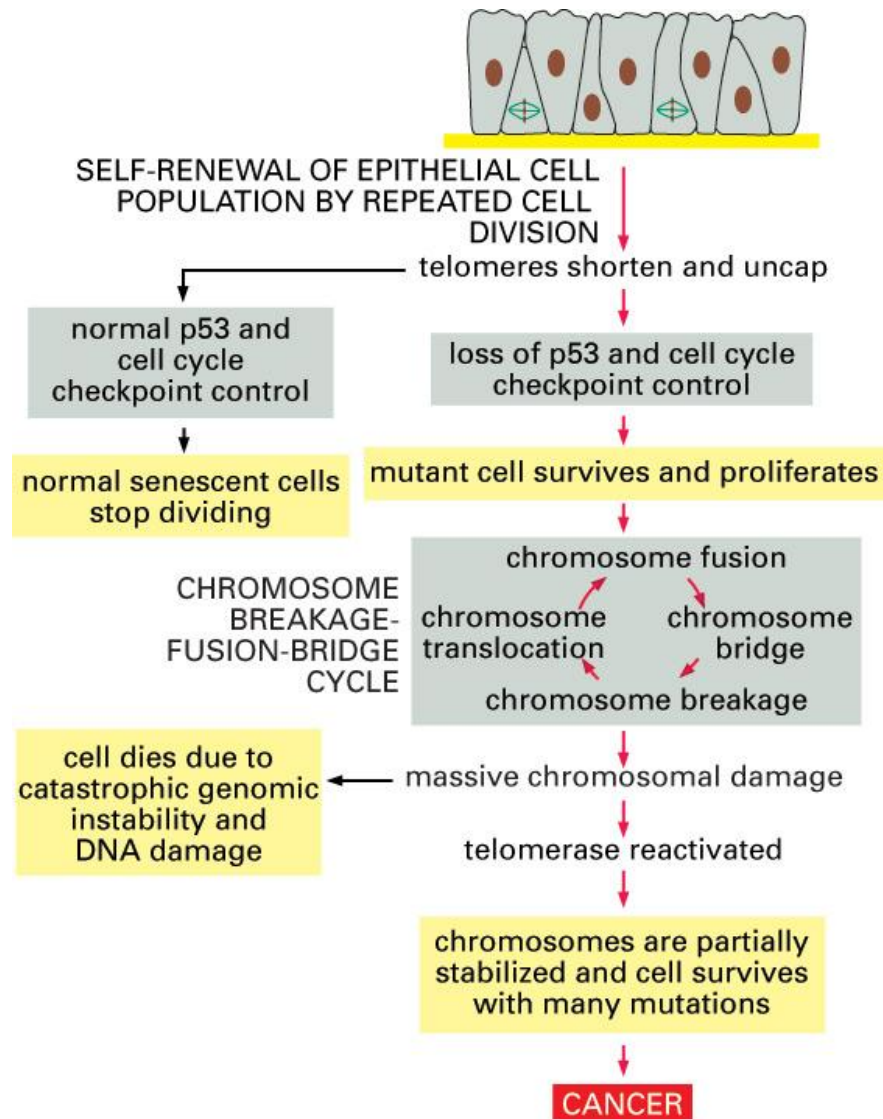 SELF-RENEWAL OF EPITHELIAL CELL
POPULATION BY REPEATED CELL
DIVISION
telomeres shorten and uncap
normal p53 and
cell cycle
checkpoint control
loss of p53 and cell cycle
checkpoint control
normal senescent cells
stop dividing
mutant cell survives and proliferates
CHROMOSOME
BREAKAGE-
FUSION-BRIDGE
CYCLE
chromosome fusion
chromosome
translocation
chromosome
bridge
chromosome breakage
cell dies due to
catastrophic genomic
instability and
DNA damage
massive chromosomal damage
telomerase reactivated
chromosomes are partially
stabilized and cell survives
with many mutations
CANCER